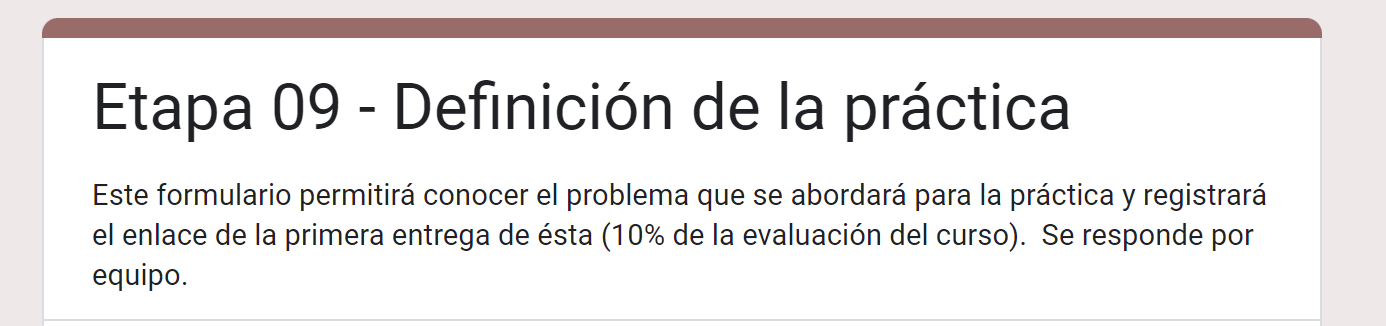 Etapa 09 - Definición de la práctica
Este formulario permitirá conocer el problema que se abordará para la práctica y registrará
el enlace de la primera entrega de ésta (10% de la evaluación del curso).  Se responde por
equipo.